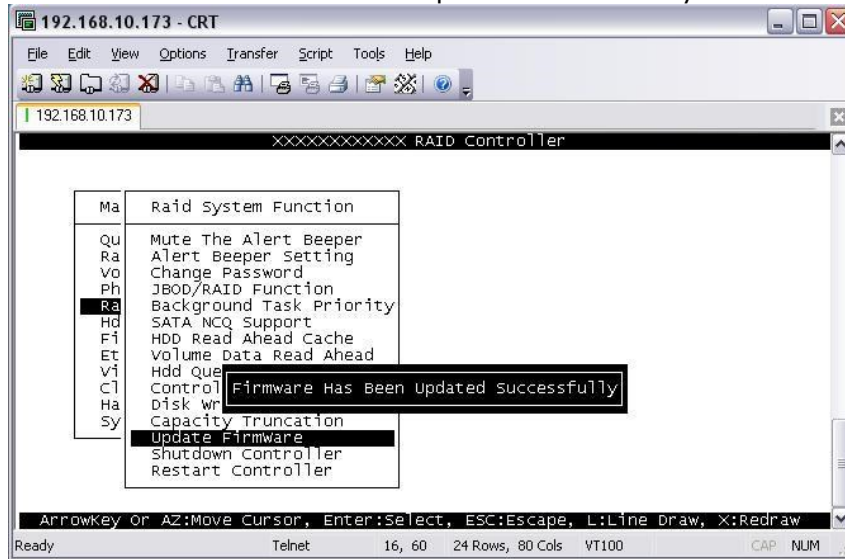 192.168.10.173 - CRT
File Edit View Options Transfer Script Tools Help
192.168.10.173
XXXXXXXXXXXX RAID Controller
Ma Raid System Function
Qu Mute The Alert Beeper
Ra Alert Beeper Setting
Vo Change Password
Ph JBOD/RAID Function
Ra Background Task Priority
Hd SATA NCQ Support
Fi HDD Read Ahead Cache
Et Volume Data Read Ahead
Vi Hdd Que
Cl Control Firmware Has Been Updated Successfully
Ha Disk Wr
Sy Capacity Truncation
Update FirmWare
Shutdown Controller
Restart Controller
ArrowKey Or AZ:Move Cursor, Enter:Select, ESC:Escape, L:Line Draw, X:Redraw
Ready Telnet 16, 60 24 Rows, 80 Cols VT100 CAP NUM